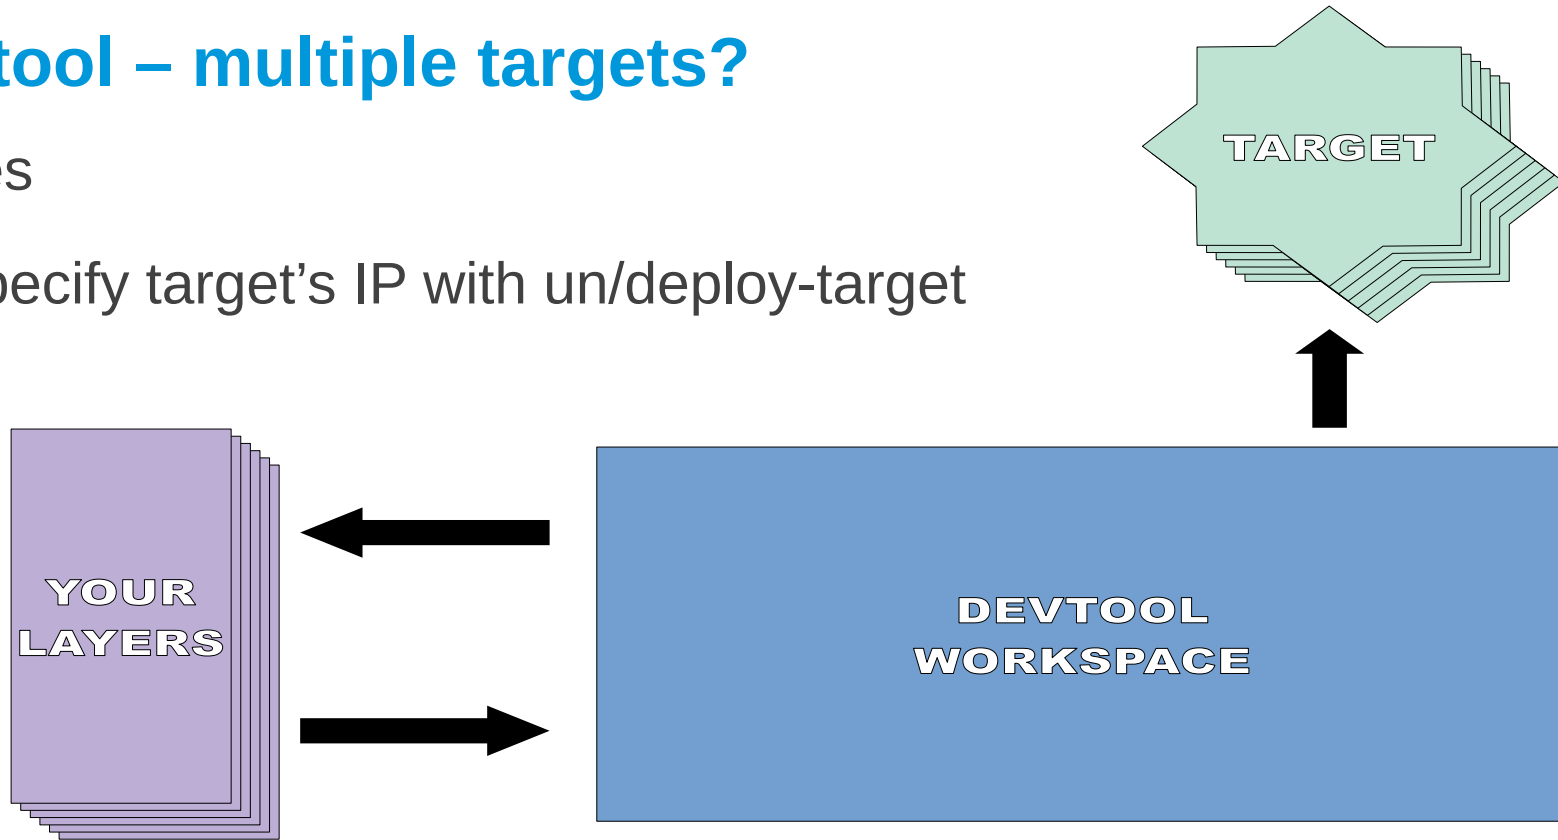 tool – multiple targets?
es
pecify target’s IP with un/deploy-target
TARGET
YOUR
LAYERS
DEVTOOL
WORKSPACE